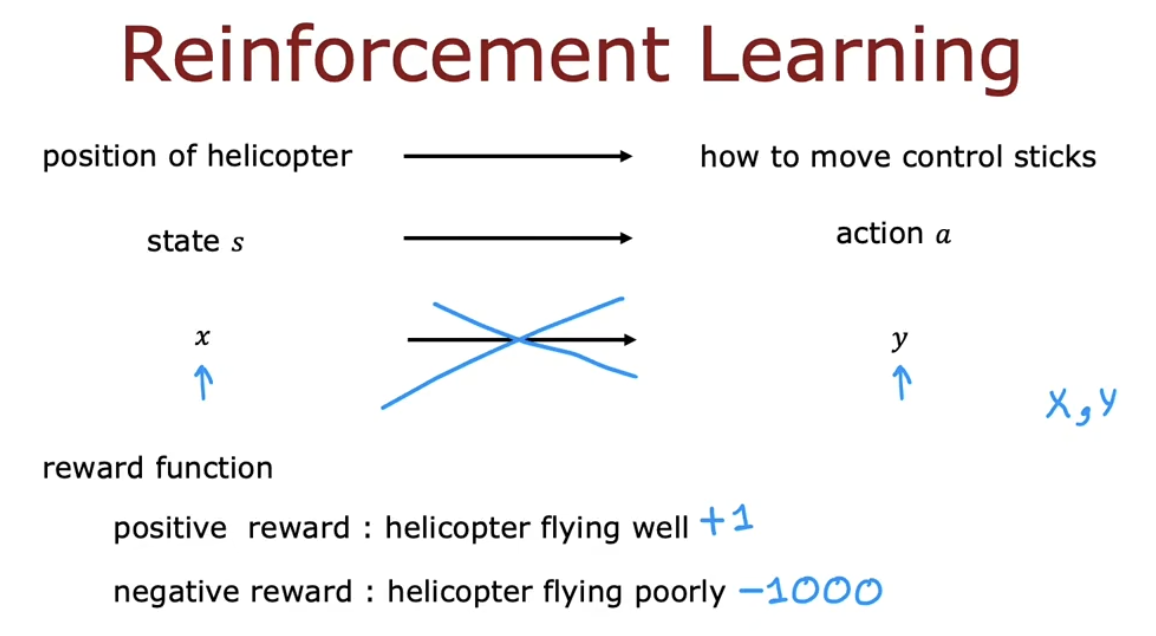 Reinforcement Learning
position of helicopter how to move control sticks
state s action a
x y
X, Y
reward function
positive reward : helicopter flying well +1
negative reward : helicopter flying poorly -1000